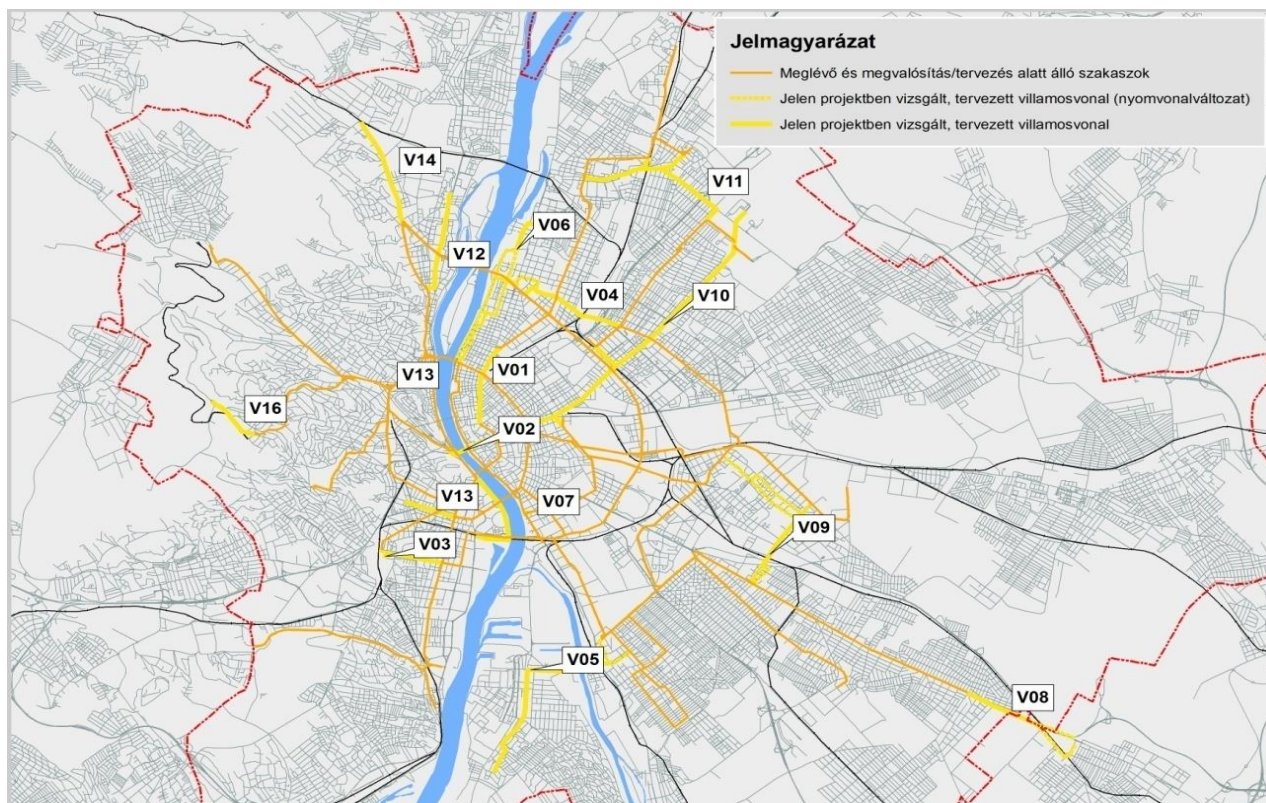 Jelmagyarázat
Meglévő és megvalósítás/tervezés alatt álló szakaszok
Jelen projektben vizsgált, tervezett villamosvonal (nyomvonalváltozat)
Jelen projektben vizsgált, tervezett villamosvonal
V14
V11
V06
V12
V04
V10
V13
V01
V16
V02
V13
V07
V09
V03
V05
V08